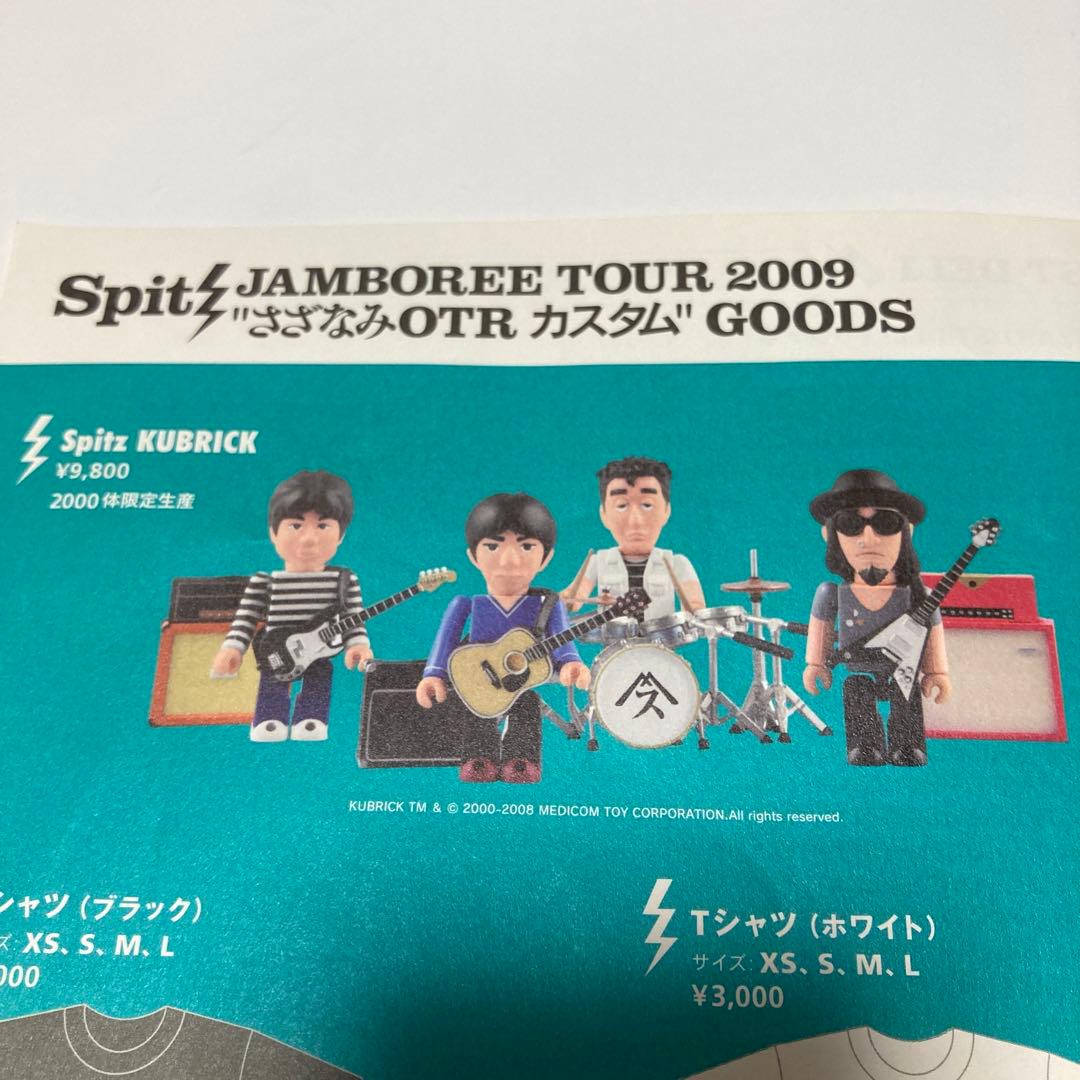 Spitz JAMBOREE TOUR 2009
"さざなみOTR カスタム" GOODS
Spitz KUBRICK
¥9,800
2000体限定生産
KUBRICK TM & © 2000-2008 MEDICOM TOY CORPORATION.All rights reserved.
シャツ (ブラック)
ズ: XS、S、M、L
000
Tシャツ (ホワイト)
サイズ: XS、S、M、L
¥3,000